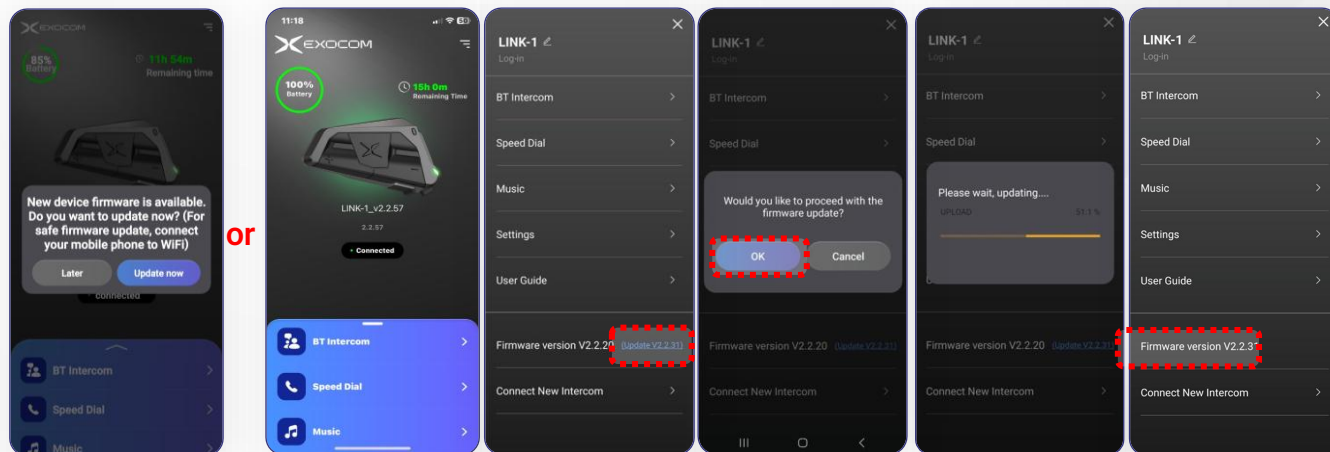 EXOCOM
85%
Battery
11h 54m
Remaining time
New device firmware is available.
Do you want to update now? (For
safe firmware update, connect
your mobile phone to WiFi)
Later
Update now
connected
BT Intercom
Speed Dial
Music
or
11:18
EXOCOM
100%
Battery
15h 0m
Remaining Time
LINK-1_v2.2.57
2.2.57
• Connected
BT Intercom
Speed Dial
Music
LINK-1
Log-in
BT Intercom
Speed Dial
Music
Settings
User Guide
Firmware version V2.2.20 (Update V2.2.31)
Connect New Intercom
LINK-1
Log-in
BT Intercom
Speed Dial
Would you like to proceed with the
firmware update?
OK
Cancel
Firmware version V2.2.20 (Update V2.2.31)
Connect New Intercom
LINK-1
Log-in
BT Intercom
Speed Dial
Please wait, updating....
UPLOAD 51.1 %
Firmware version V2.2.20 (Update V2.2.31)
Connect New Intercom
LINK-1
Log-in
BT Intercom
Speed Dial
Music
Settings
User Guide
Firmware version V2.2.31
Connect New Intercom